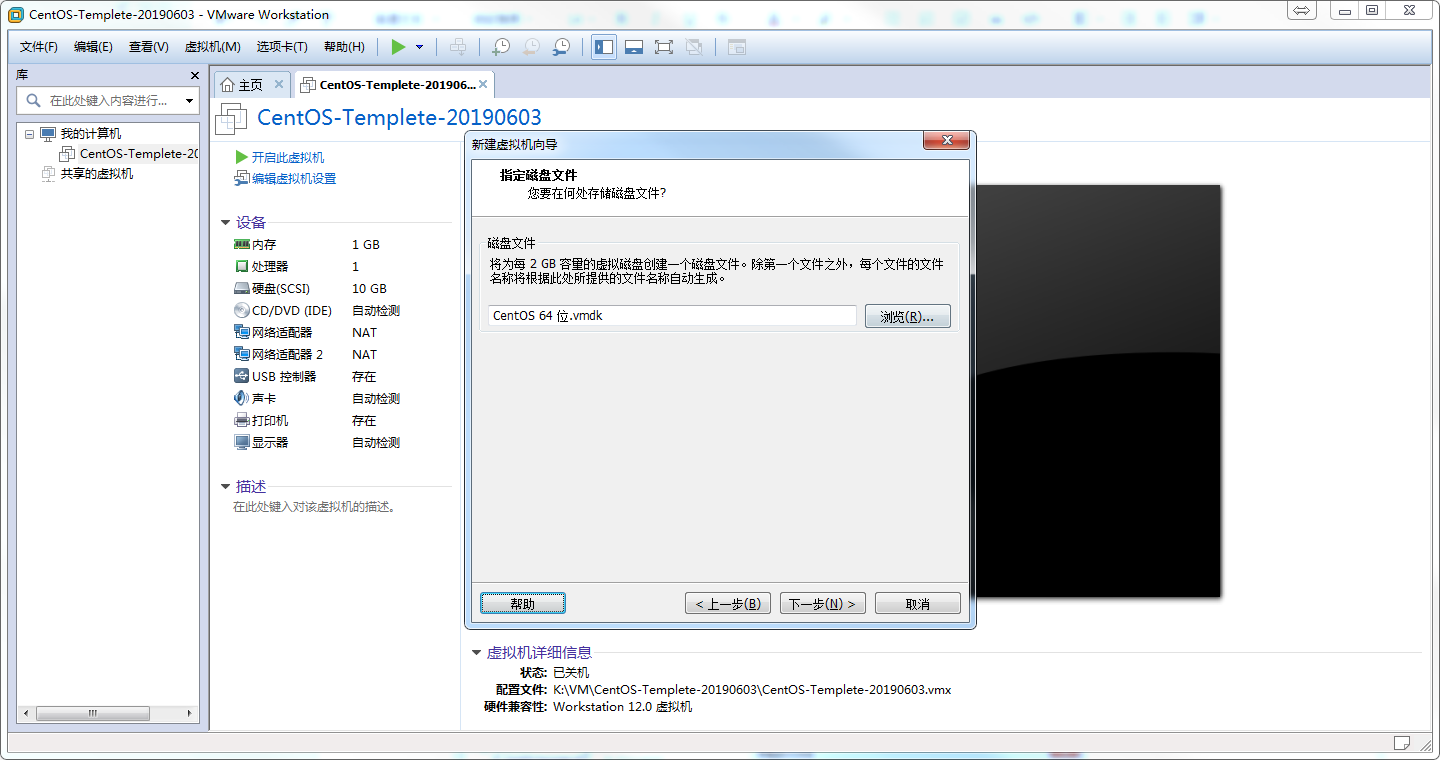 CentOS-Templete-20190603 - VMware Workstation
文件(F) 编辑(E) 查看(V) 虚拟机(M) 选项卡(T) 帮助(H)
库
在此处键入内容进行...
我的计算机
CentOS-Templete-20
共享的虚拟机
主页 CentOS-Templete-201906...
CentOS-Templete-20190603
开启此虚拟机
编辑虚拟机设置
设备
内存 1 GB
处理器 1
硬盘(SCSI) 10 GB
CD/DVD (IDE) 自动检测
网络适配器 NAT
网络适配器 2 NAT
USB 控制器 存在
声卡 自动检测
打印机 存在
显示器 自动检测
描述
在此处键入对该虚拟机的描述。
新建虚拟机向导
指定磁盘文件
您要在何处存储磁盘文件?
磁盘文件
将为每 2 GB 容量的虚拟磁盘创建一个磁盘文件。除第一个文件之外，每个文件的文件
名称将根据此处所提供的文件名称自动生成。
CentOS 64 位.vmdk 浏览(R)...
帮助 < 上一步(B) 下一步(N) > 取消
虚拟机详细信息
状态: 已关机
配置文件: K:\VM\CentOS-Templete-20190603\CentOS-Templete-20190603.vmx
硬件兼容性: Workstation 12.0 虚拟机